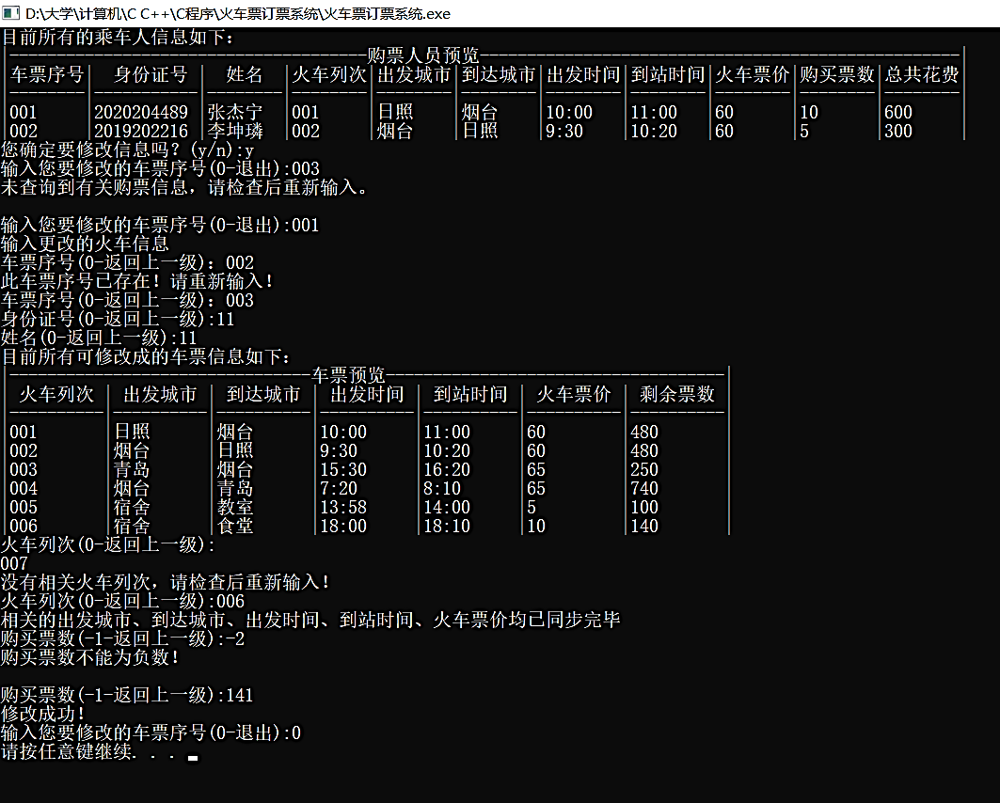 D:\大学\计算机\C C++\C程序\火车票订票系统\火车票订票系统.exe
目前所有的乘车人信息如下:
购票人员预览
车票序号 身份证号 姓名 火车列次 出发城市 到达城市 出发时间 到站时间 火车票价 购买票数 总共花费
001 2020204489 张杰宁 001 日照 烟台 10:00 11:00 60 10 600
002 2019202216 李坤璘 002 烟台 日照 9:30 10:20 60 5 300
您确定要修改信息吗？(y/n):y
输入您要修改的车票序号(0-退出):003
未查询到有关购票信息，请检查后重新输入。
输入您要修改的车票序号(0-退出):001
输入更改的火车信息
车票序号(0-返回上一级)：002
此车票序号已存在！请重新输入！
车票序号(0-返回上一级)：003
身份证号(0-返回上一级):11
姓名(0-返回上一级):11
目前所有可修改成的车票信息如下:
车票预览
火车列次 出发城市 到达城市 出发时间 到站时间 火车票价 剩余票数
001 日照 烟台 10:00 11:00 60 480
002 烟台 日照 9:30 10:20 60 480
003 青岛 烟台 15:30 16:20 65 250
004 烟台 青岛 7:20 8:10 65 740
005 宿舍 教室 13:58 14:00 5 100
006 宿舍 食堂 18:00 18:10 10 140
火车列次(0-返回上一级):
007
没有相关火车列次，请检查后重新输入！
火车列次(0-返回上一级):006
相关的出发城市、到达城市、出发时间、到站时间、火车票价均已同步完毕
购买票数(-1-返回上一级):-2
购买票数不能为负数！
购买票数(-1-返回上一级):141
修改成功！
输入您要修改的车票序号(0-退出):0
请按任意键继续. . .